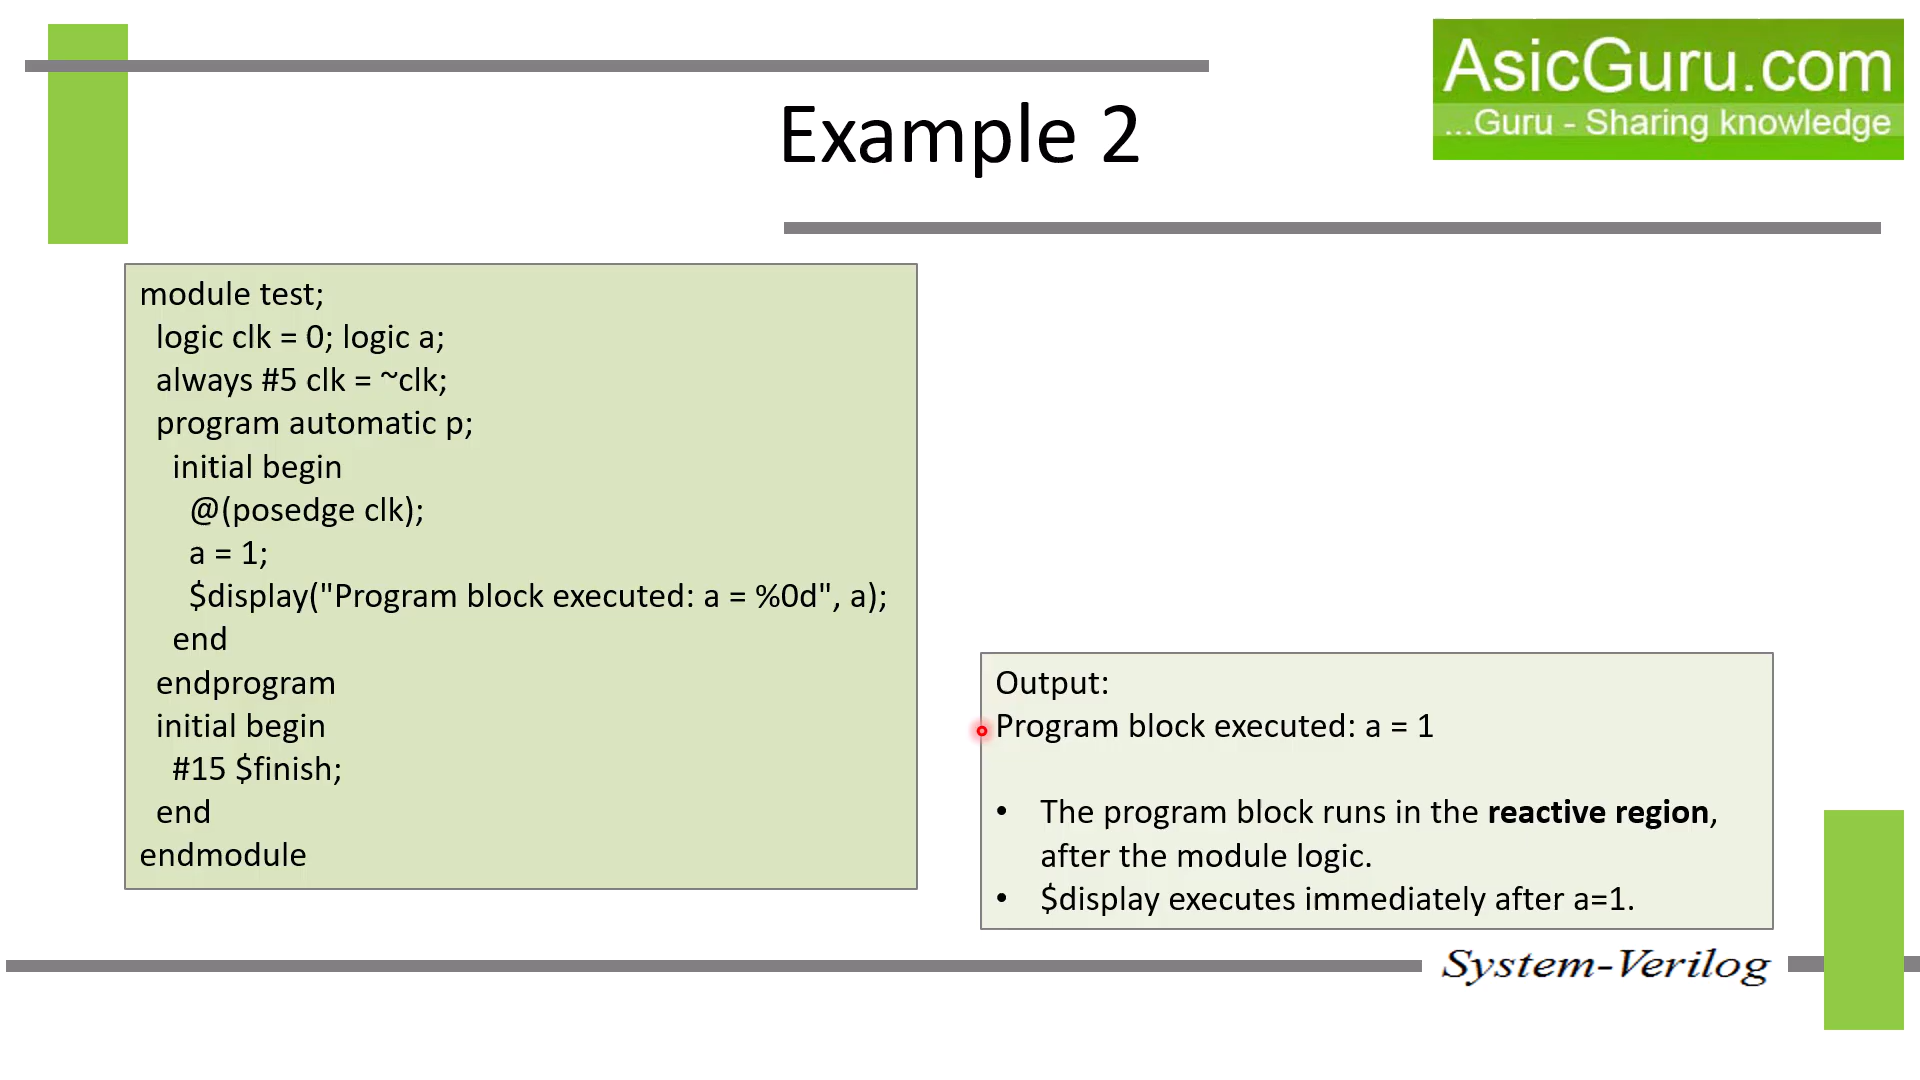 AsicGuru.com
...Guru - Sharing knowledge
Example 2
module test;
logic clk = 0; logic a;
always #5 clk = ~clk;
program automatic p;
initial begin
@(posedge clk);
a = 1;
$display("Program block executed: a = %0d", a);
end
endprogram
initial begin
#15 $finish;
end
endmodule
Output:
Program block executed: a = 1
• The program block runs in the reactive region,
after the module logic.
• $display executes immediately after a=1.
System-Verilog